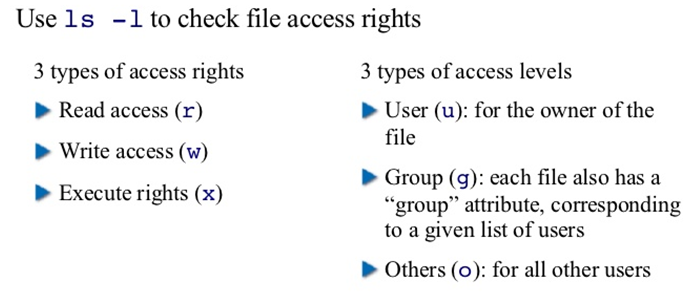 Use ls -l to check file access rights
3 types of access rights
Read access (r)
Write access (w)
Execute rights (x)
3 types of access levels
User (u): for the owner of the
file
Group (g): each file also has a
“group” attribute, corresponding
to a given list of users
Others (o): for all other users